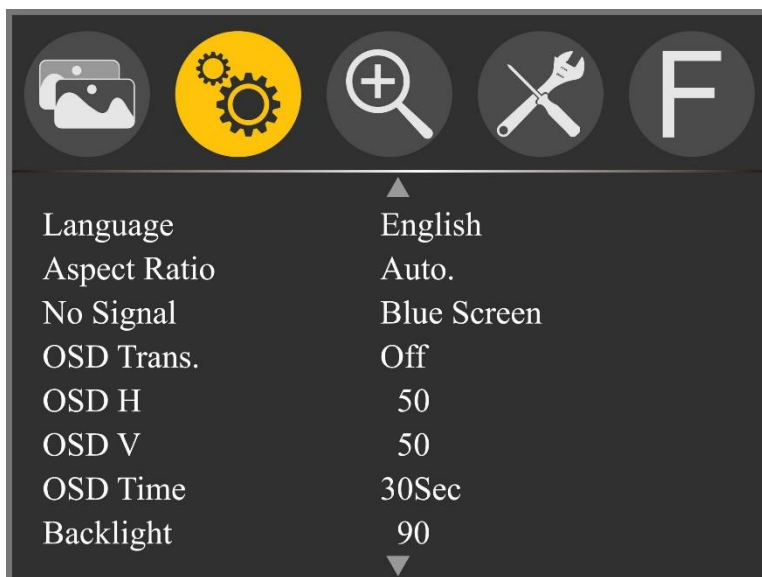 F
Language English
Aspect Ratio Auto.
No Signal Blue Screen
OSD Trans. Off
OSD H 50
OSD V 50
OSD Time 30Sec
Backlight 90